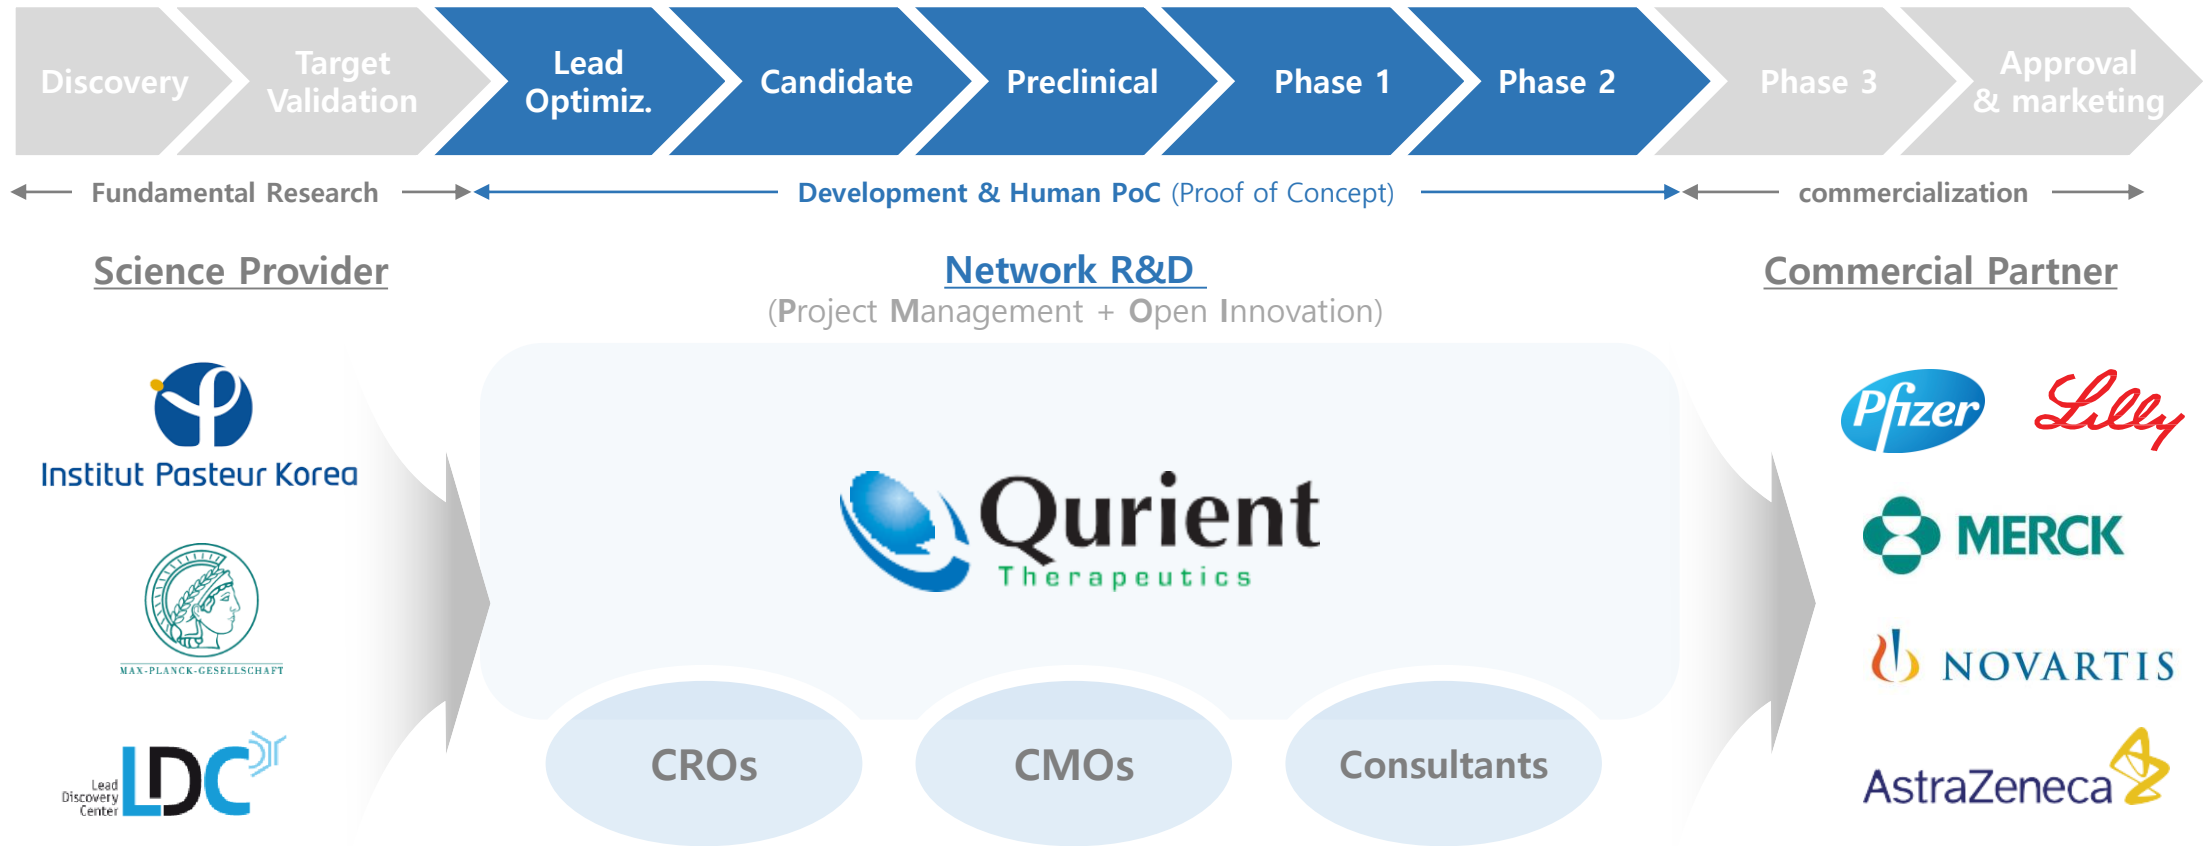 Discovery
Target
Validation
Lead
Optimiz.
Candidate
Preclinical
Phase 1
Phase 2
Phase 3
Approval
& marketing
Fundamental Research
Development & Human PoC (Proof of Concept)
commercialization
Science Provider
Network R&D
(Project Management + Open Innovation)
Commercial Partner
Institut Pasteur Korea
MAX-PLANCK-GESELLSCHAFT
Lead
Discovery
Center
LDC
Qurient
Therapeutics
CROs
CMOs
Consultants
Pfizer
Lilly
MERCK
NOVARTIS
AstraZeneca